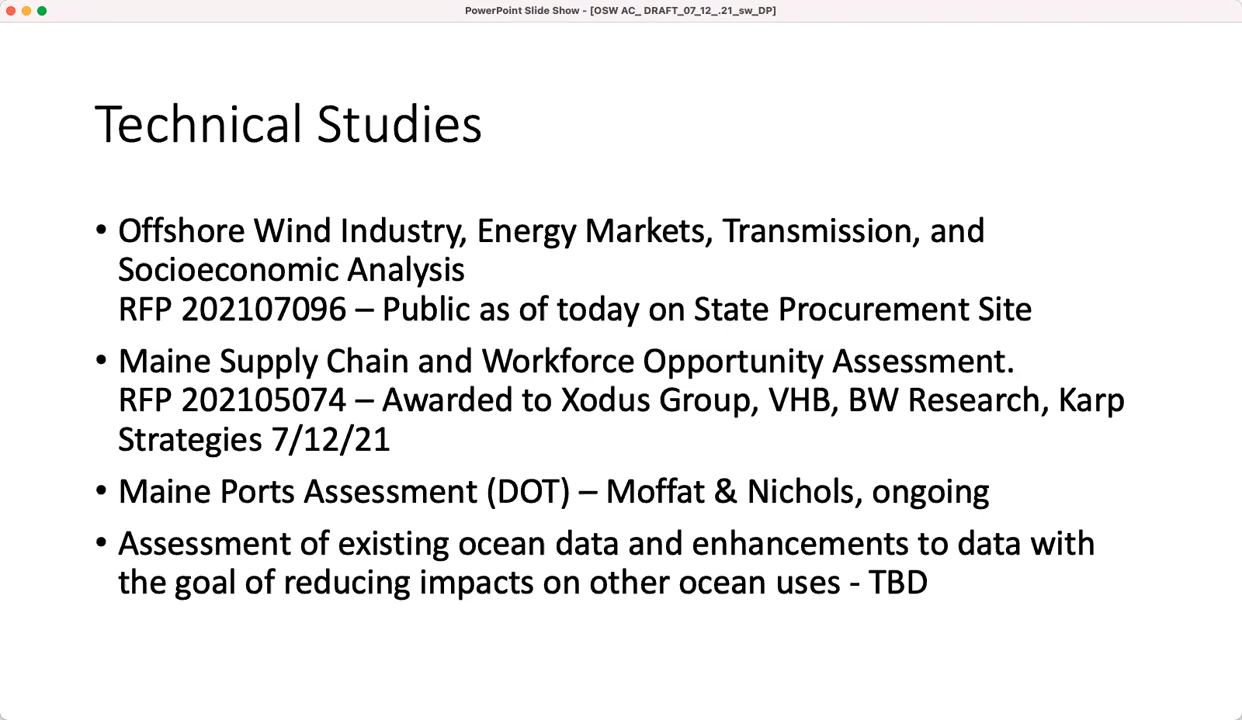 PowerPoint Slide Show - [OSW AC_ DRAFT_07_12_.21_sw_DP]
Technical Studies
• Offshore Wind Industry, Energy Markets, Transmission, and
Socioeconomic Analysis
RFP 202107096 – Public as of today on State Procurement Site
• Maine Supply Chain and Workforce Opportunity Assessment.
RFP 202105074 – Awarded to Xodus Group, VHB, BW Research, Karp
Strategies 7/12/21
• Maine Ports Assessment (DOT) – Moffat & Nichols, ongoing
• Assessment of existing ocean data and enhancements to data with
the goal of reducing impacts on other ocean uses - TBD